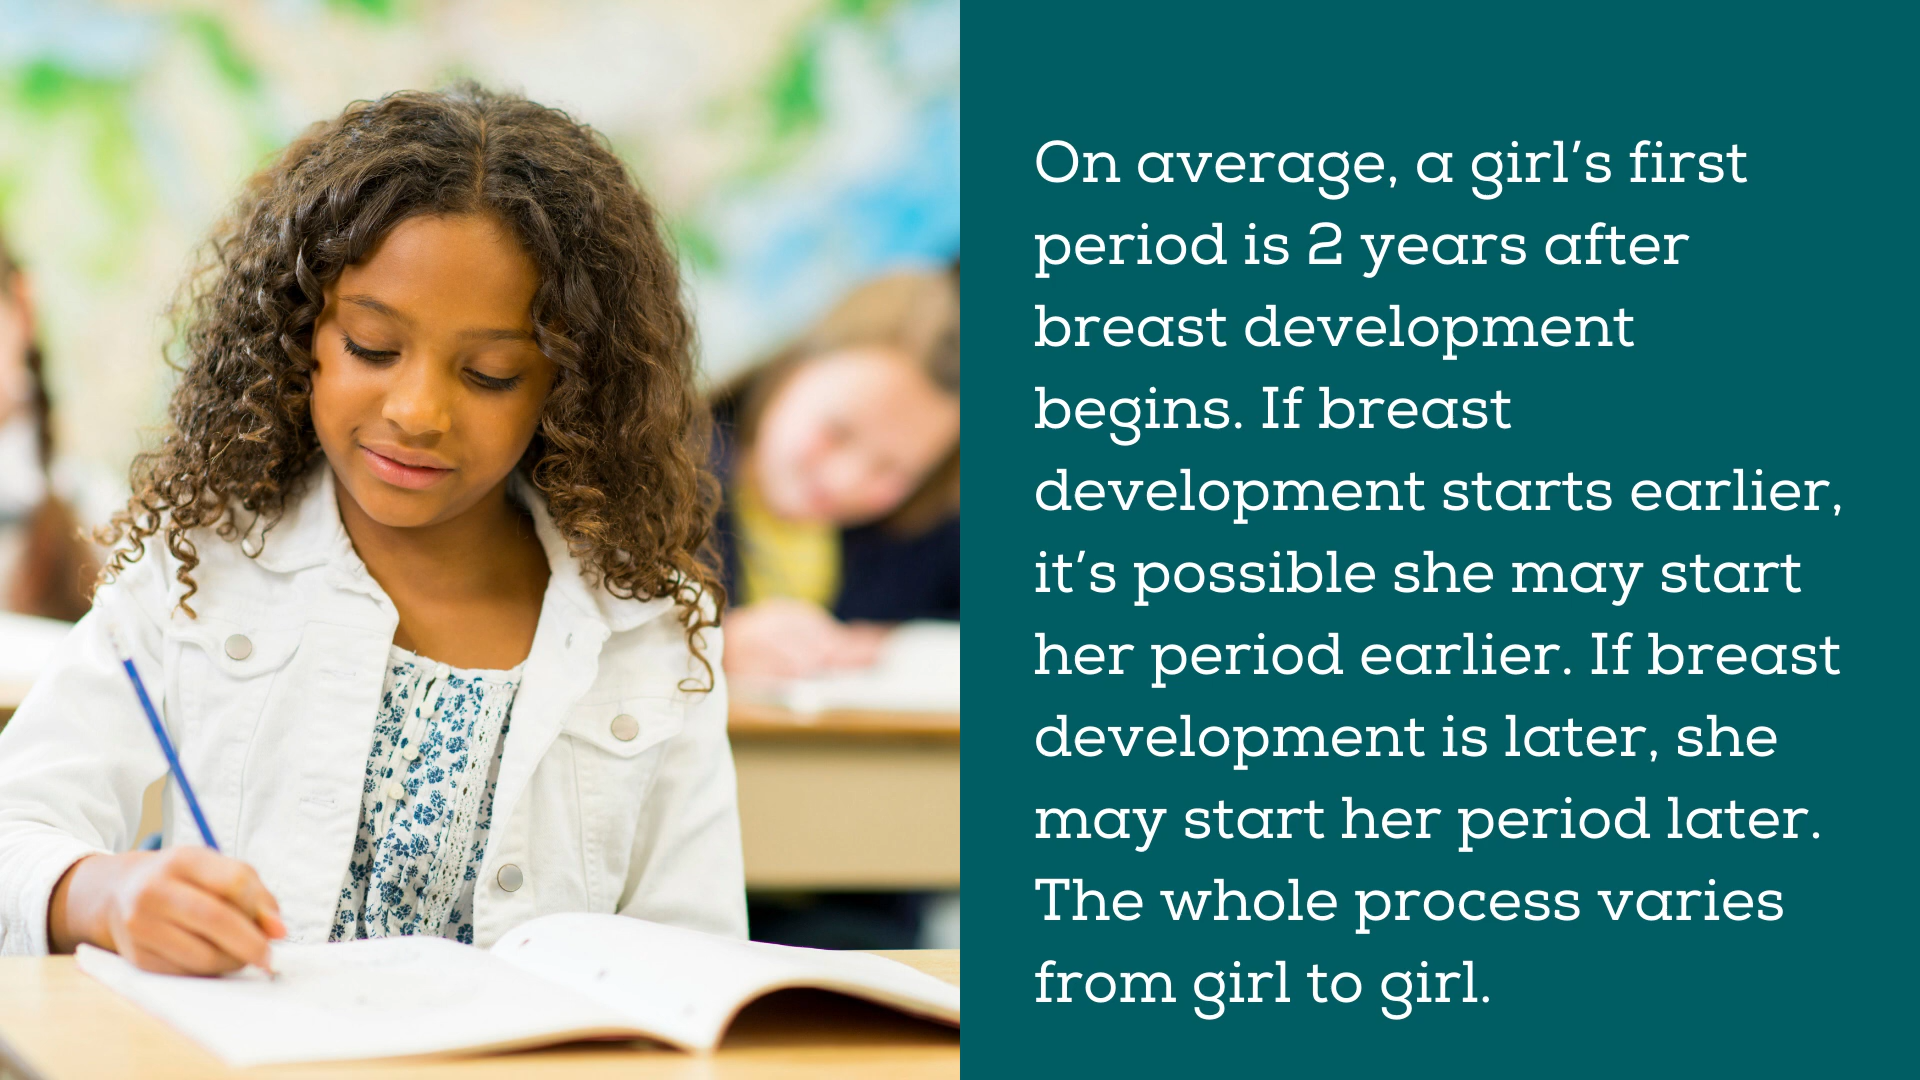 On average, a girl’s first
period is 2 years after
breast development
begins. If breast
development starts earlier,
it’s possible she may start
her period earlier. If breast
development is later, she
may start her period later.
The whole process varies
from girl to girl.